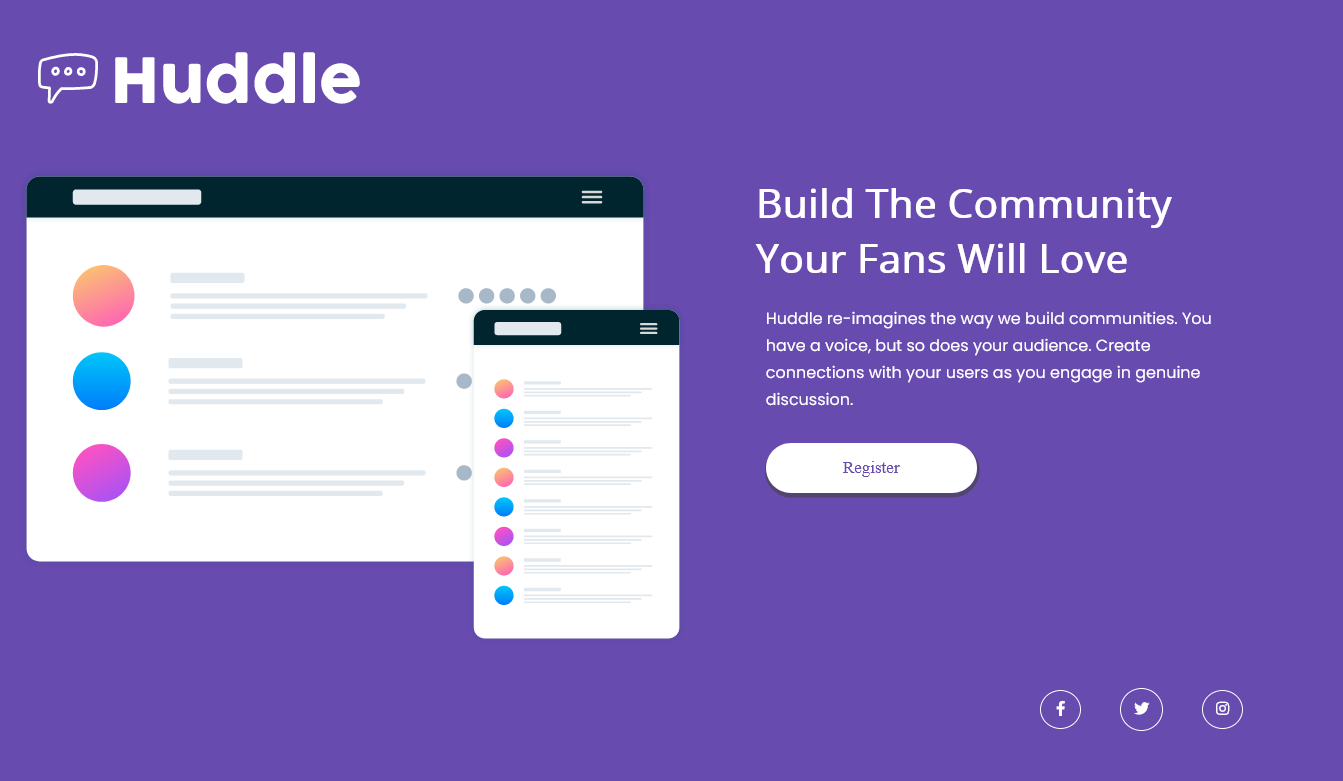 Huddle
Build The Community
Your Fans Will Love
Huddle re-imagines the way we build communities. You
have a voice, but so does your audience. Create
connections with your users as you engage in genuine
discussion.
Register